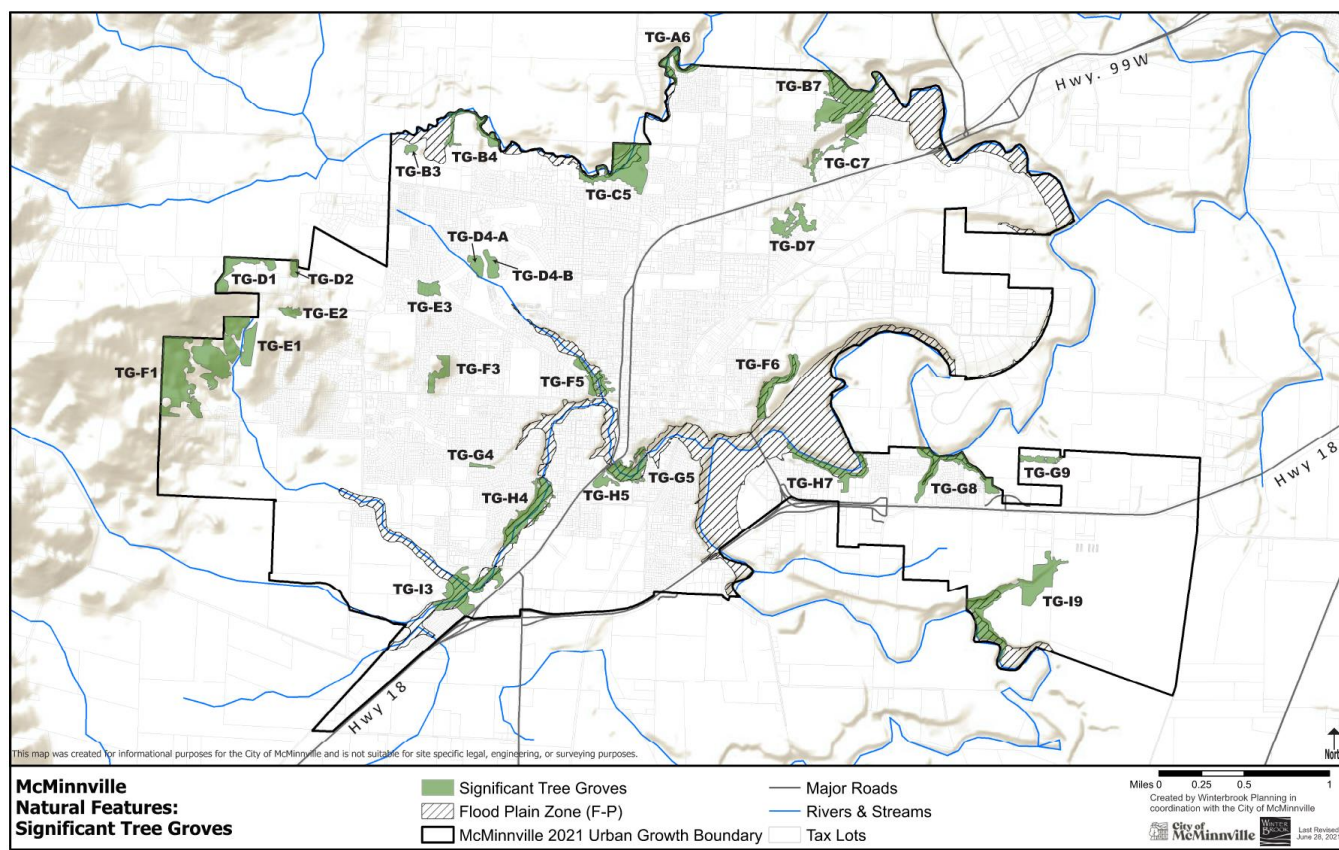 TG-A6
Hwy. 99W
TG-B7
TG-B4
TG-B3
TG-C7
TG-C5
TG-D7
TG-D4-A
TG-D4-B
TG-D1
TG-D2
TG-E3
TG-E2
TG-E1
TG-F1
TG-F3
TG-F5
TG-F6
TG-G4
TG-G5
TG-H4
TG-H5
TG-H7
TG-G8
TG-G9
Hwy 18
TG-I3
TG-I9
Hwy 18
North
This map was created for informational purposes for the City of McMinnville and is not suitable for site specific legal, engineering, or surveying purposes.
McMinnville
Natural Features:
Significant Tree Groves
Significant Tree Groves
Flood Plain Zone (F-P)
McMinnville 2021 Urban Growth Boundary
Major Roads
Rivers & Streams
Tax Lots
Miles 0 0.25 0.5 1
Created by Winterbrook Planning in
coordination with the City of McMinnville
City of
McMinnville
WINTER
BROOK
Last Revised
June 28, 2021